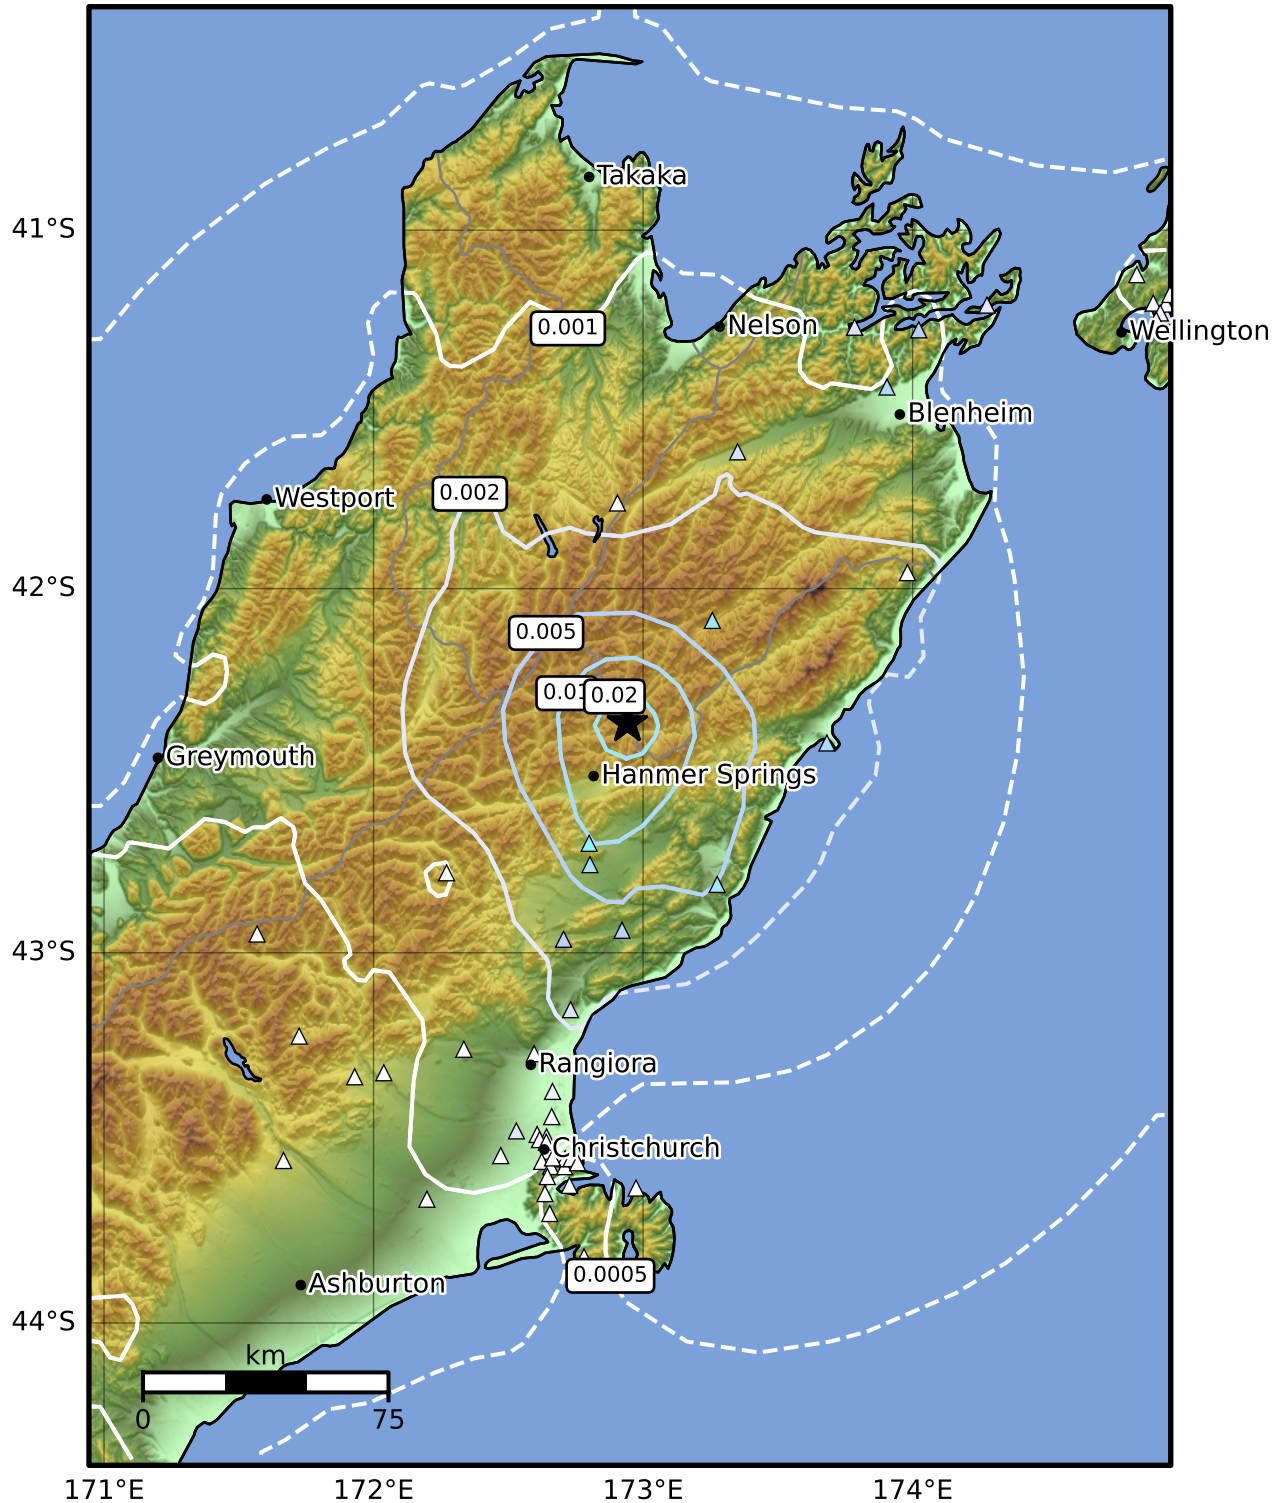 Takaka
41°S
0.001
Nelson
Wellington
Blenheim
0.002
Westport
42°S
0.005
0.02
Greymouth
Hanmer Springs
43°S
Rangiora
Christchurch
0.0005
Ashburton
44°S
km
0
75
171°E
172°E
173°E
174°E